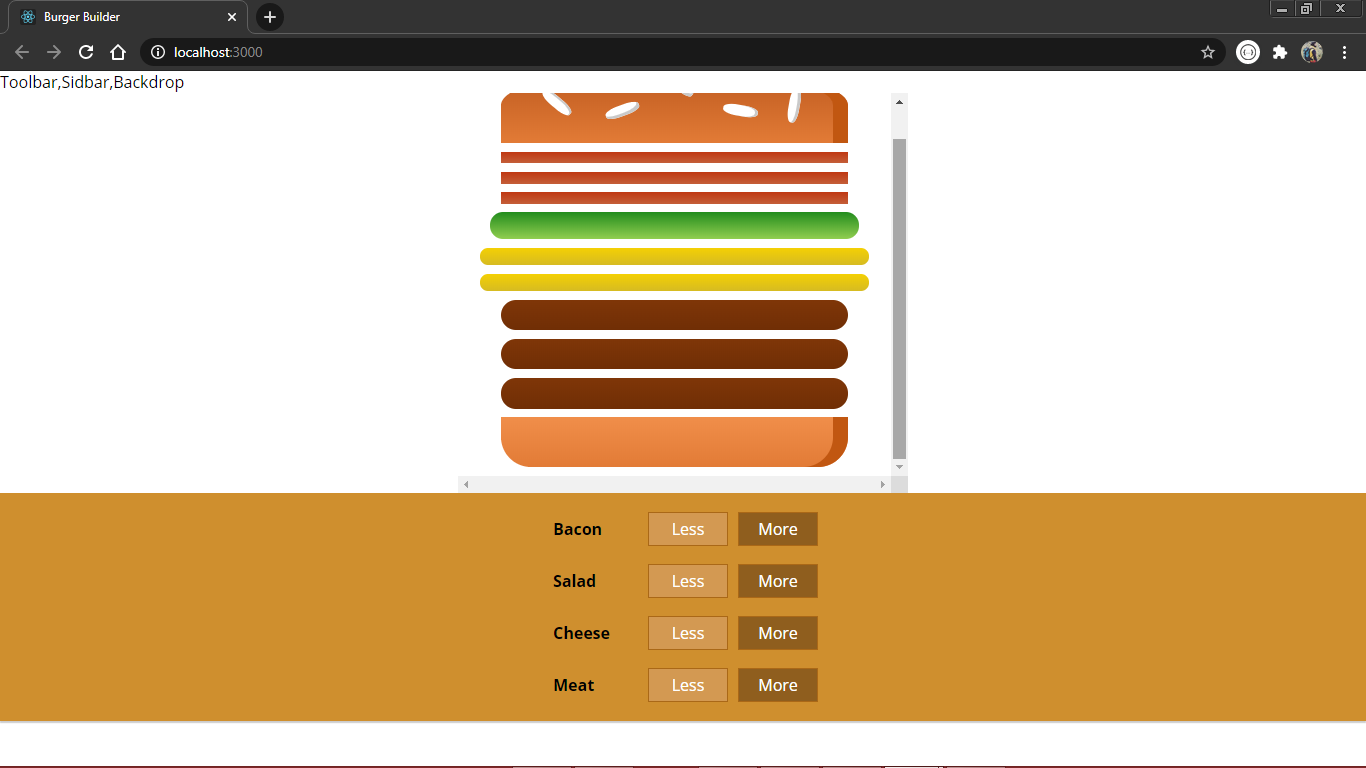 Burger Builder
localhost:3000
Toolbar,Sidbar,Backdrop
Bacon Less More
Salad Less More
Cheese Less More
Meat Less More